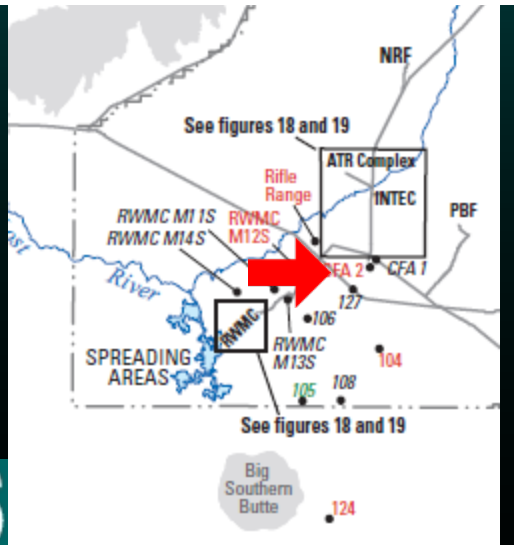 NRF
See figures 18 and 19
ATR Complex
Rifle
Range
INTEC
RWMC M11S
RWMC
M12S
PBF
RWMC M14S
CFA 1
River
127
106
RWMC
RWMC
M13S
SPREADING
AREAS
104
105
108
See figures 18 and 19
Big
Southern
Butte
124